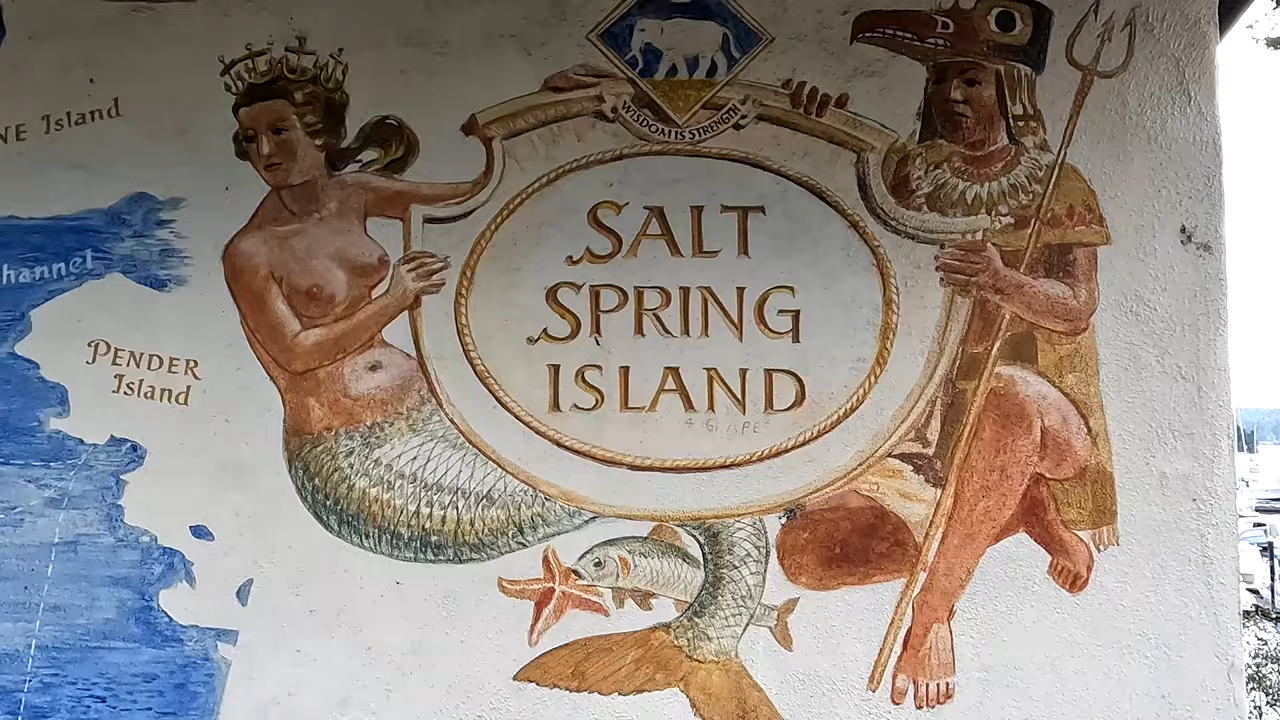 NE Island
hannel
PENDER
Island
WISDOM IS STRENGTH
SALT
SPRING
ISLAND